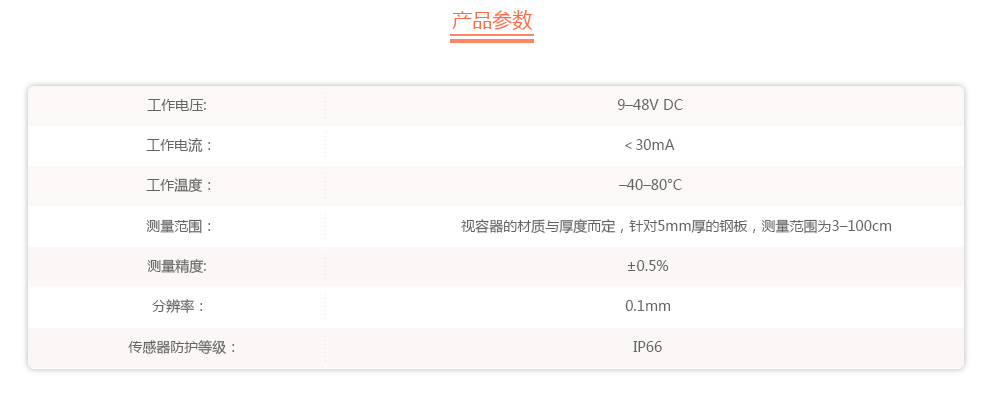 产品参数
工作电压: 9–48V DC
工作电流： ＜30mA
工作温度： –40–80°C
测量范围： 视容器的材质与厚度而定，针对5mm厚的钢板，测量范围为3–100cm
测量精度: ±0.5%
分辨率： 0.1mm
传感器防护等级： IP66